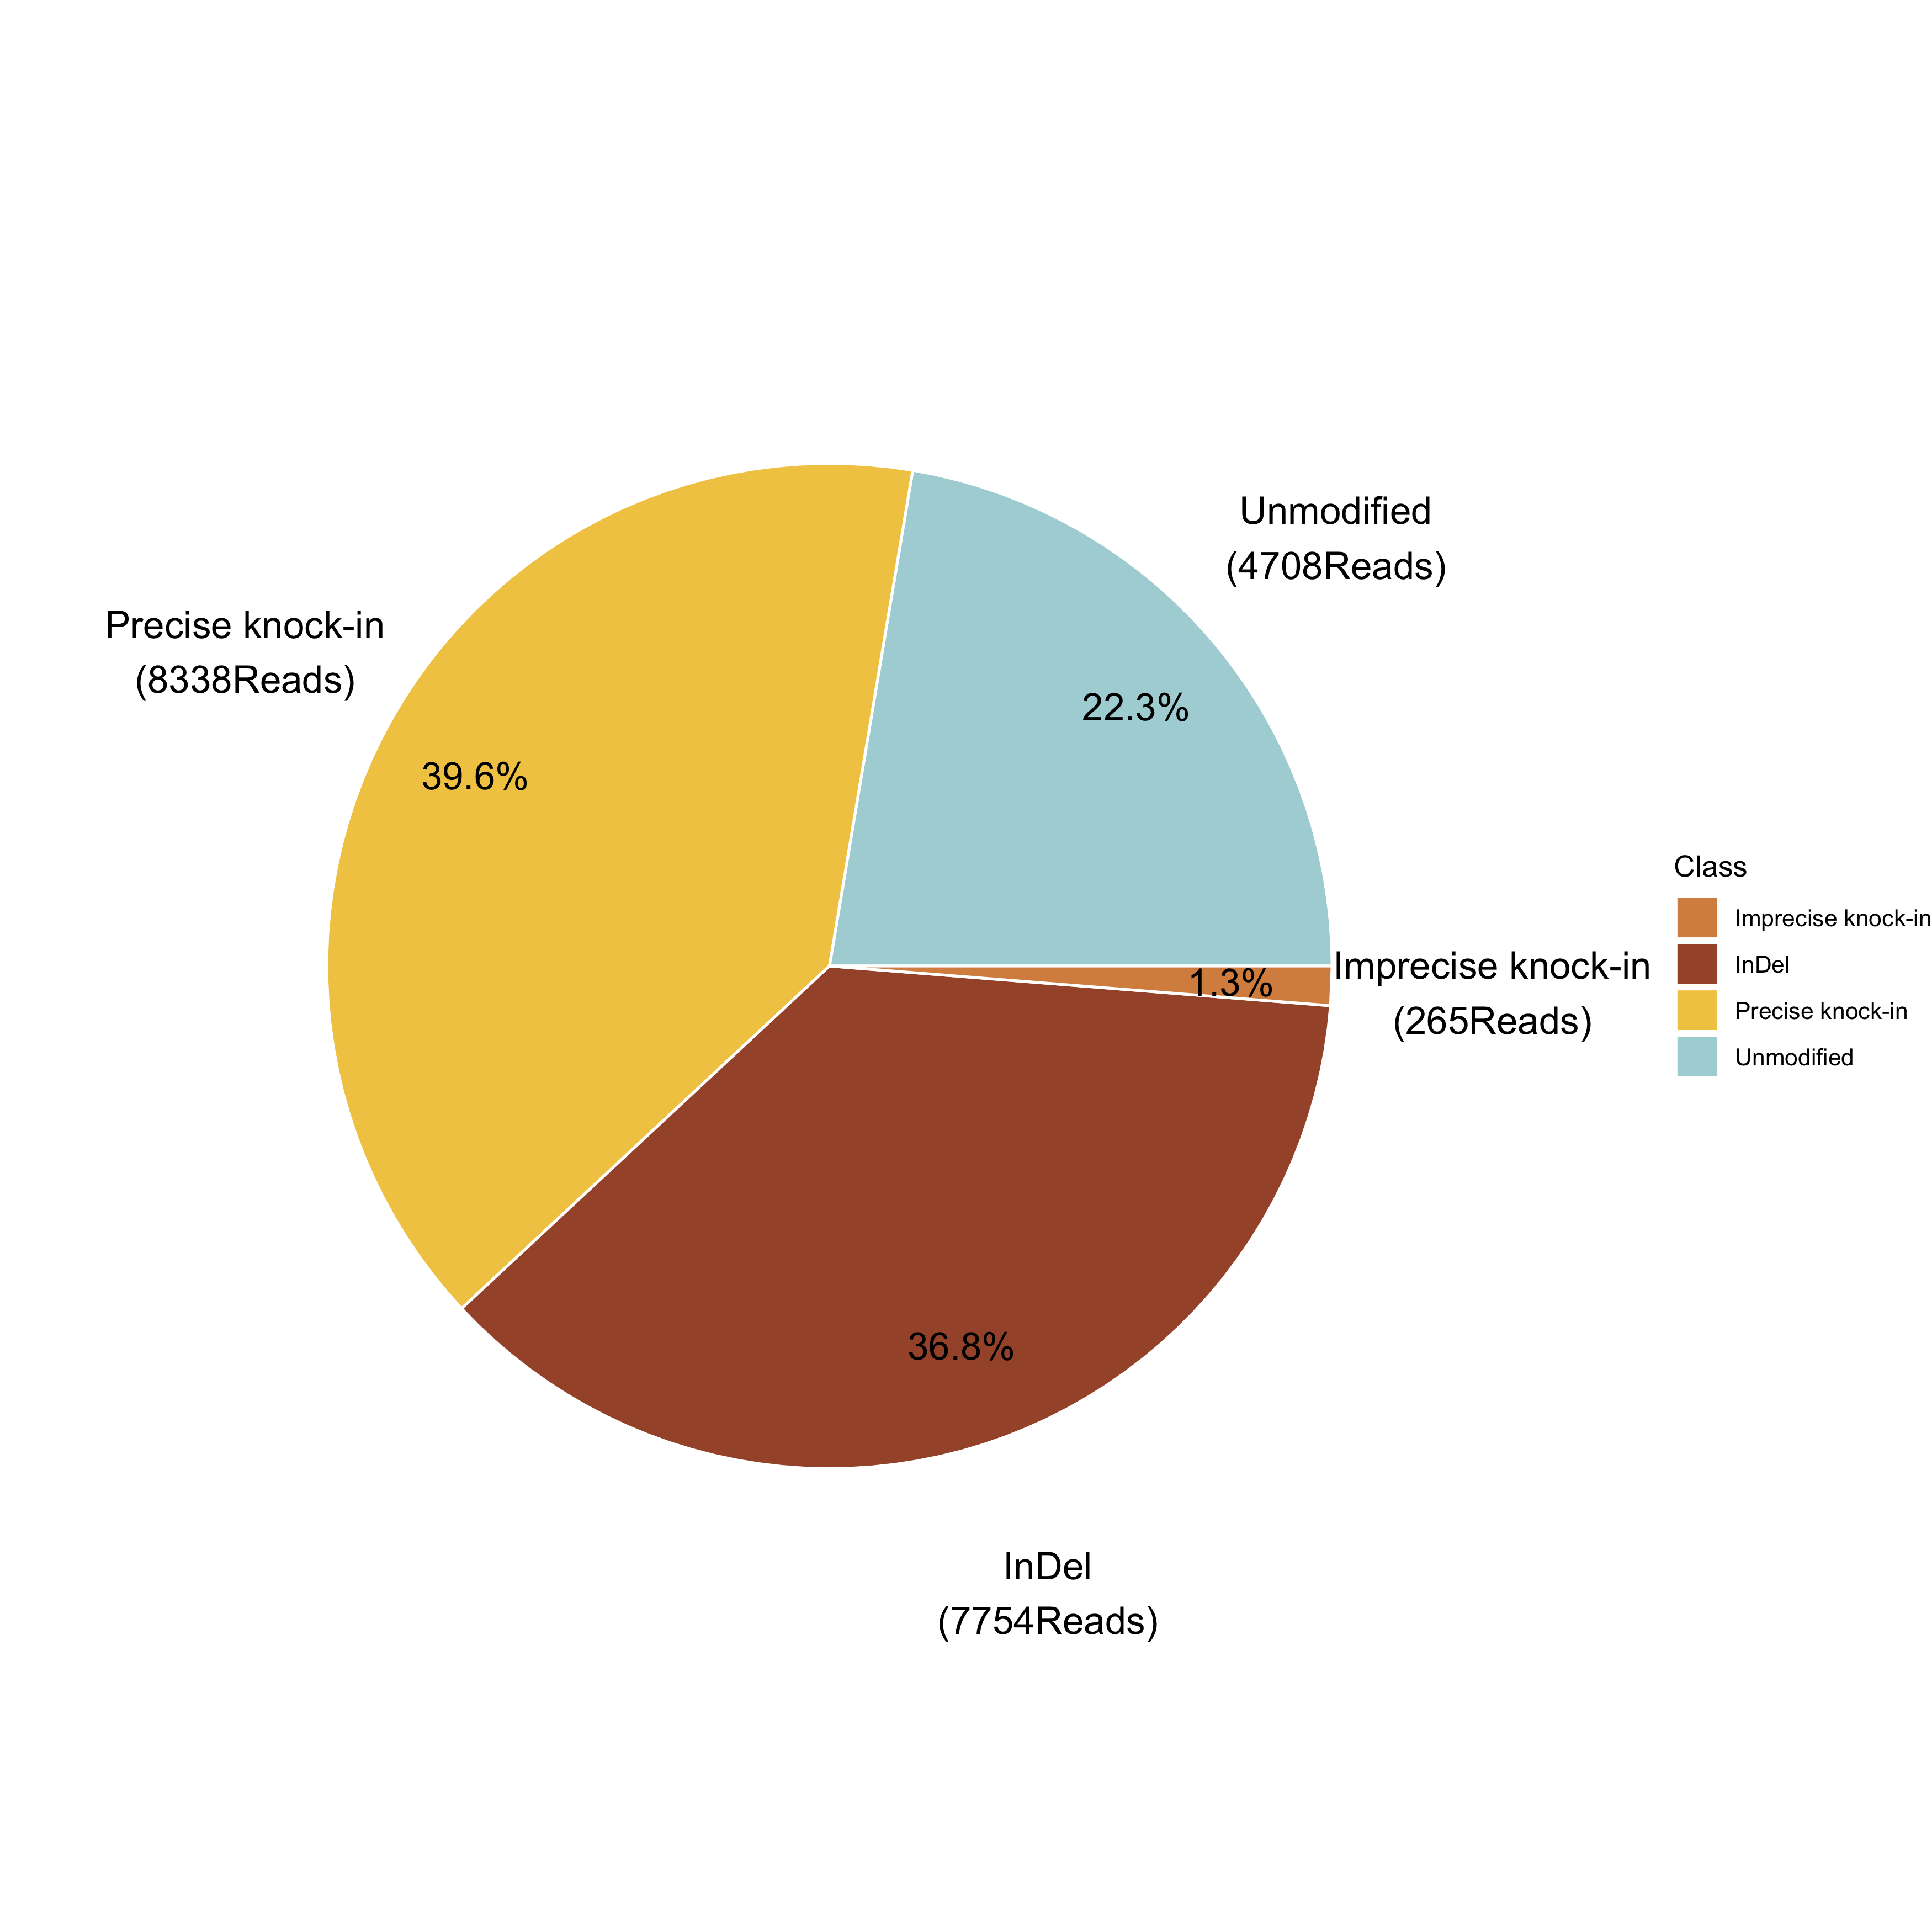 Unmodified
(4708Reads)
Precise knock-in
(8338Reads)
22.3%
39.6%
Class
Imprecise knock-in
InDel
Precise knock-in
Unmodified
Imprecise knock-in
(265Reads)
1.3%
36.8%
InDel
(7754Reads)